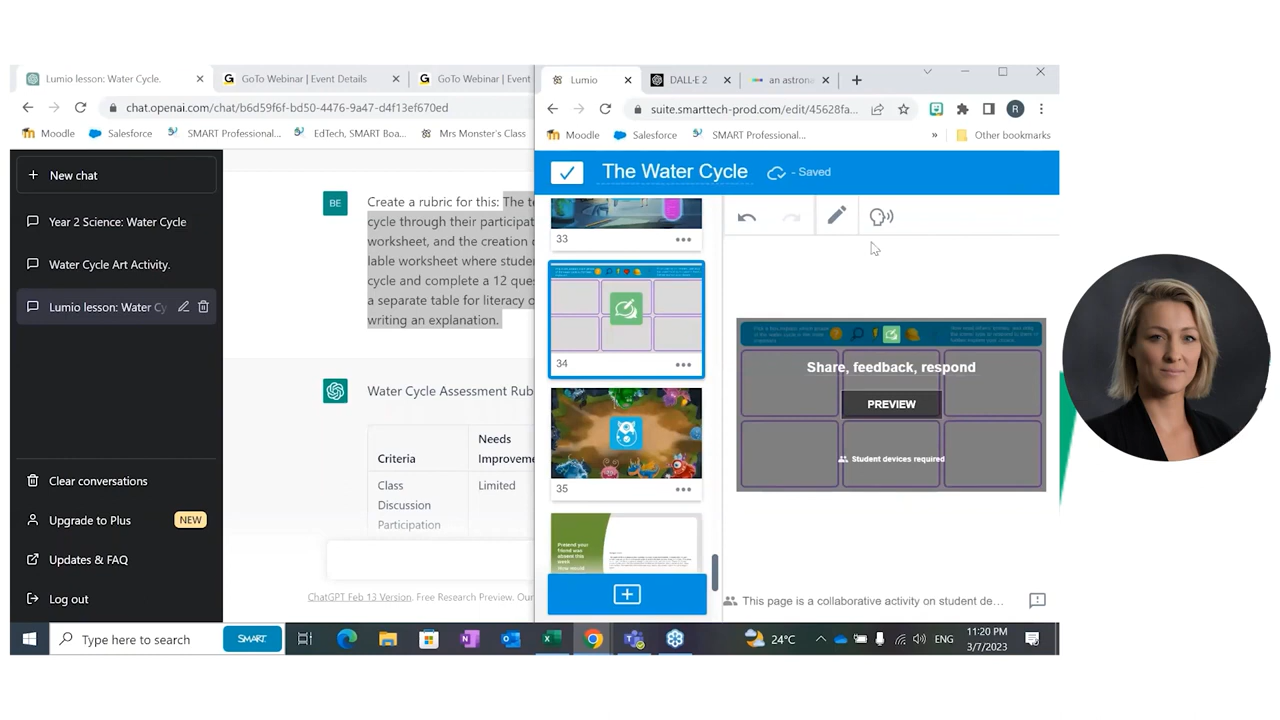 Lumio lesson: Water Cycle.
GoTo Webinar | Event Details
GoTo Webinar | Event
chat.openai.com/chat/b6d59f6f-bd50-4476-9a47-d4f13ef670ed
Moodle
Salesforce
SMART Professional...
EdTech, SMART Boa...
Mrs Monster's Class
New chat
Year 2 Science: Water Cycle
Water Cycle Art Activity.
Lumio lesson: Water Cy
Clear conversations
Upgrade to Plus
NEW
Updates & FAQ
Log out
BE
Create a rubric for this: The te
cycle through their participat
worksheet, and the creation o
lable worksheet where stude
cycle and complete a 12 ques
a separate table for literacy o
writing an explanation.
Water Cycle Assessment Rub
Criteria
Needs
Improveme
Class
Discussion
Participation
Limited
ChatGPT Feb 13 Version. Free Research Preview. Our
Lumio
DALL·E 2
an astrona
suite.smarttech-prod.com/edit/45628fa...
R
Moodle
Salesforce
SMART Professional...
»
Other bookmarks
The Water Cycle
- Saved
33
34
35
Pretend your
friend was
absent this
week
How would
Share, feedback, respond
PREVIEW
Student devices required
This page is a collaborative activity on student de...
Type here to search
SMART
24°C
ENG
11:20 PM
3/7/2023